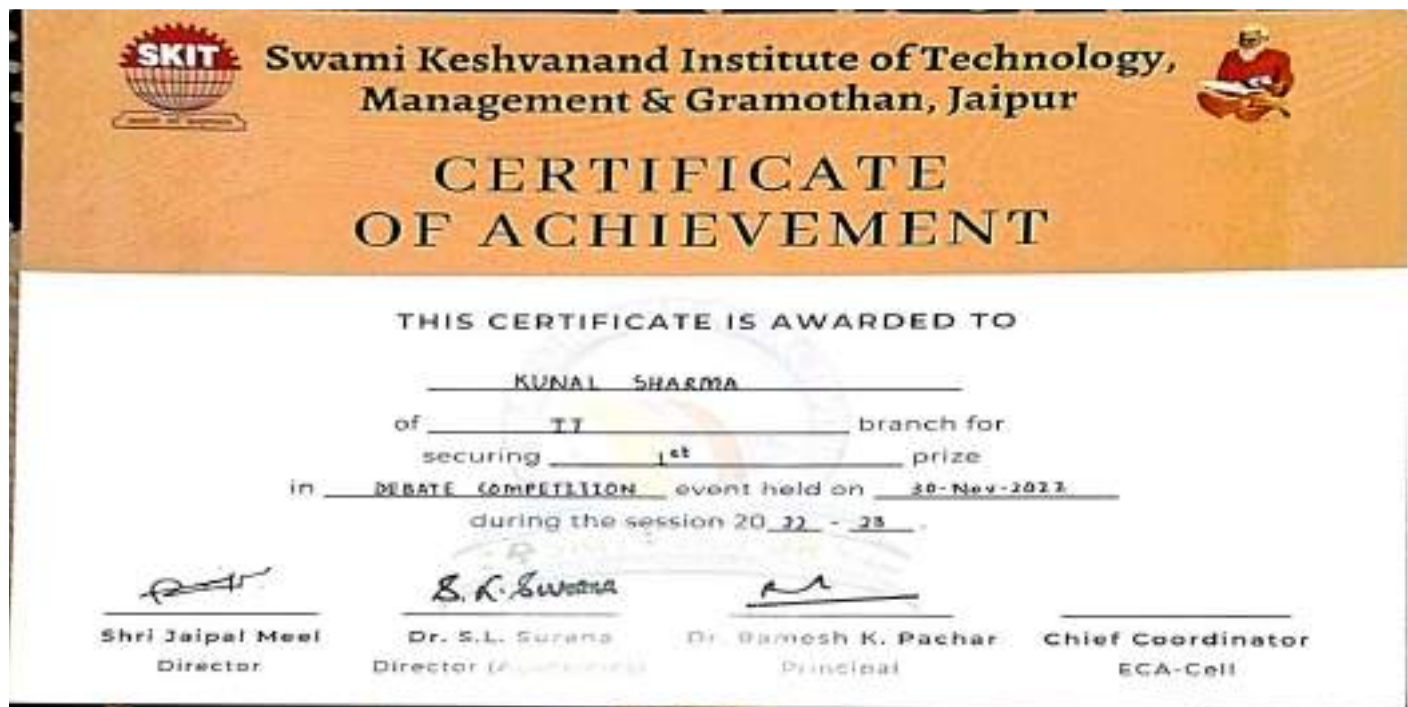 SKIT
Swami Keshvanand Institute of Technology,
Management & Gramothan, Jaipur
CERTIFICATE
OF ACHIEVEMENT
THIS CERTIFICATE IS AWARDED TO
KUNAL SHARMA
of branch for
securing 1st prize
in DEBATE COMPETITION event held on 30-Nov-2022
during the session 20 22 - 23 .
Shri Jaipal Meel Dr. S.L. Surana Dr. Ramesh K. Pachar Chief Coordinator
Director Director (Academics) Principal ECA-Cell